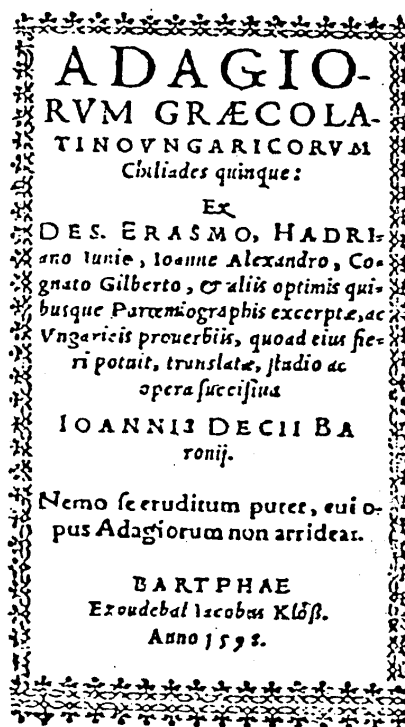 ADAGIO-
RVM GRÆCOLA-
TINOVNGARICORVM
Chiliades quinque:
Ex
DES. ERASMO, HADRI-
ano Iunio, Ioanne Alexandro, Co-
gnato Gilberto, & aliis optimis qui-
busque Parœmiographis excerptæ, ac
Vngaricis prouerbiis, quoad eius fie-
ri potuit, translatæ, studio ac
opera succisiua
IOANNIS DECII BA
ronij.
Nemo se eruditum putet, cui o-
pus Adagiorum non arrideat.
BARTPHAE
Excudebat Iacobus Klöß.
Anno 1598.